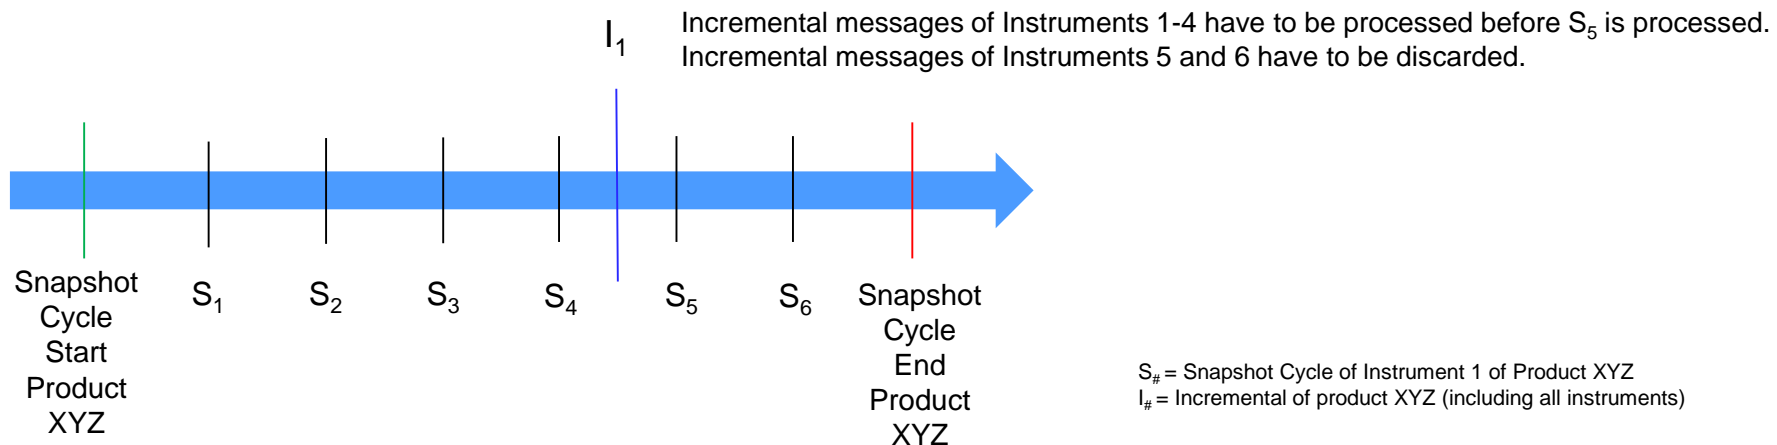 I₁
Incremental messages of Instruments 1-4 have to be processed before S₅ is processed.
Incremental messages of Instruments 5 and 6 have to be discarded.
Snapshot
Cycle
Start
Product
XYZ
S₁
S₂
S₃
S₄
S₅
S₆
Snapshot
Cycle
End
Product
XYZ
S# = Snapshot Cycle of Instrument 1 of Product XYZ
I# = Incremental of product XYZ (including all instruments)